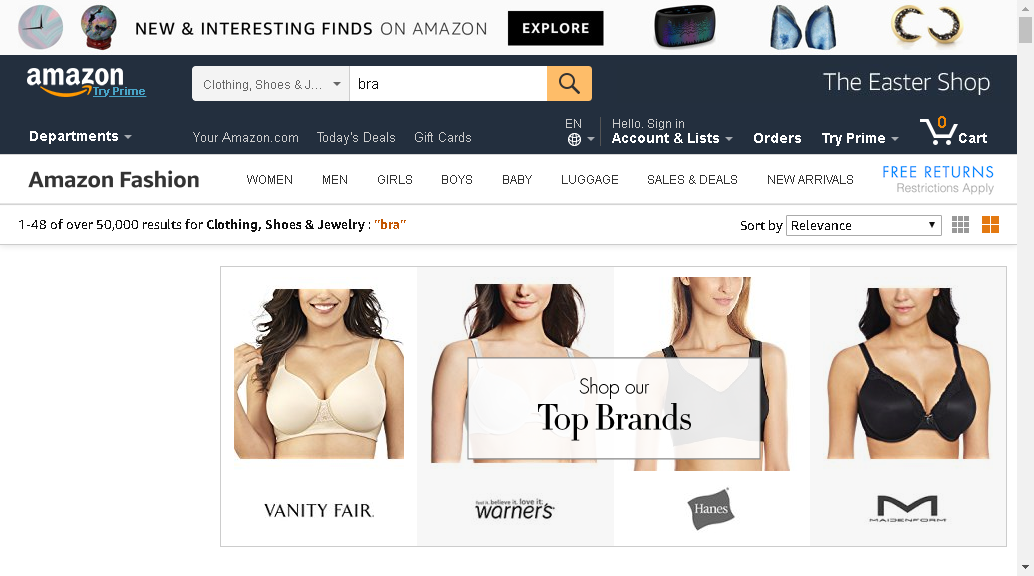 NEW & INTERESTING FINDS ON AMAZON EXPLORE
amazon
Try Prime
Clothing, Shoes & J... bra
The Easter Shop
Departments
Your Amazon.com Today's Deals Gift Cards
EN
Hello. Sign in
Account & Lists
Orders
Try Prime
0
Cart
Amazon Fashion
WOMEN MEN GIRLS BOYS BABY LUGGAGE SALES & DEALS NEW ARRIVALS
FREE RETURNS
Restrictions Apply
1-48 of over 50,000 results for Clothing, Shoes & Jewelry : "bra"
Sort by Relevance
Shop our
Top Brands
VANITY FAIR.
feel it. believe it. love it:
warner's
Hanes
MAIDENFORM